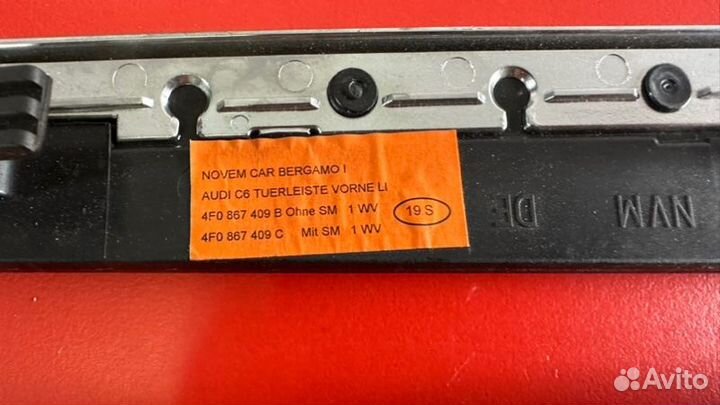 NOVEM CAR BERGAMO I
AUDI C6 TUERLEISTE VORNE LI
4F0 867 409 B Ohne SM 1 WV 19 S
4F0 867 409 C Mit SM 1 WV
DE NVM
Avito